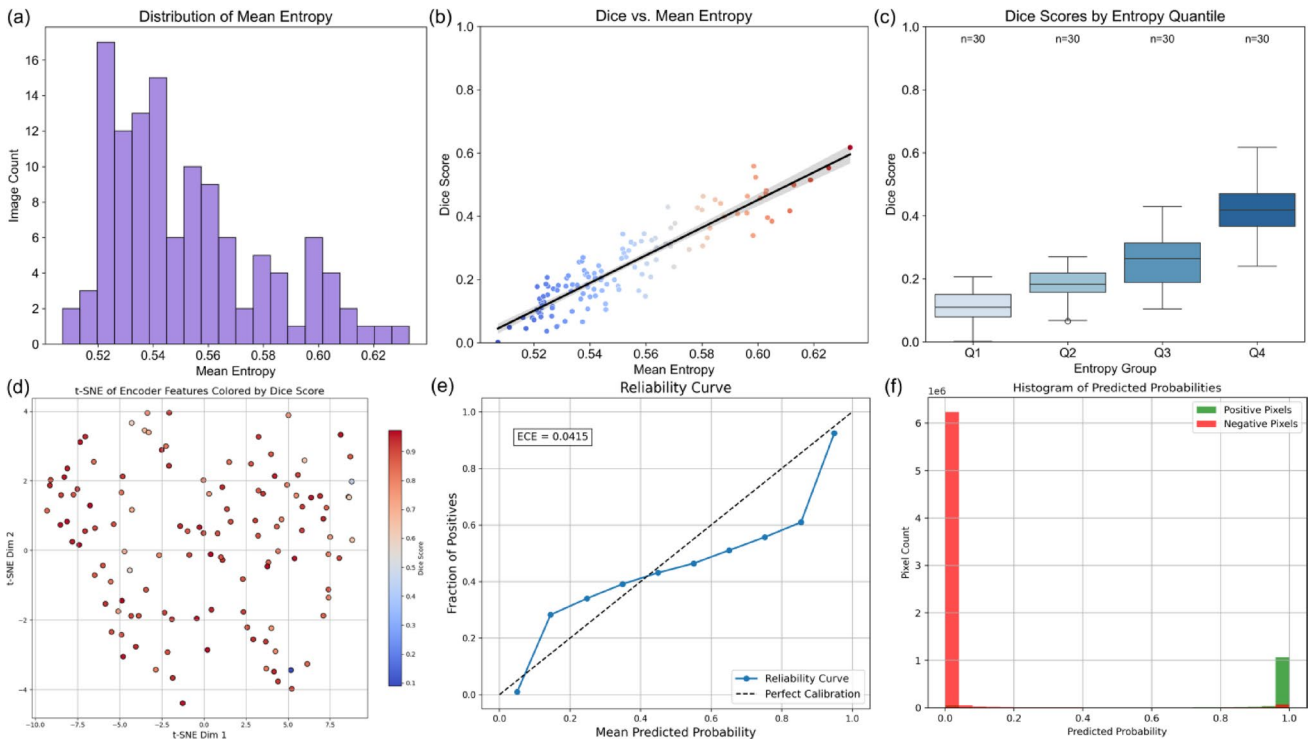 (a)
Distribution of Mean Entropy
Image Count
16
14
12
10
8
6
4
2
0
0.52
0.54
0.56
0.58
0.60
0.62
Mean Entropy
(b)
Dice vs. Mean Entropy
Dice Score
1.0
0.8
0.6
0.4
0.2
0.0
0.52
0.54
0.56
0.58
0.60
0.62
Mean Entropy
(c)
Dice Scores by Entropy Quantile
n=30
n=30
n=30
n=30
Dice Score
1.0
0.8
0.6
0.4
0.2
0.0
Q1
Q2
Q3
Q4
Entropy Group
(d)
t-SNE of Encoder Features Colored by Dice Score
t-SNE Dim 2
4
2
0
−2
−4
−10.0
−7.5
−5.0
−2.5
0.0
2.5
5.0
7.5
t-SNE Dim 1
0.9
0.8
0.7
0.6
0.5
0.4
0.3
0.2
0.1
Dice Score
(e)
Reliability Curve
ECE = 0.0415
Fraction of Positives
1.0
0.8
0.6
0.4
0.2
0.0
0.0
0.2
0.4
0.6
0.8
1.0
Mean Predicted Probability
Reliability Curve
Perfect Calibration
(f)
Histogram of Predicted Probabilities
1e6
Positive Pixels
Negative Pixels
Pixel Count
6
5
4
3
2
1
0
0.0
0.2
0.4
0.6
0.8
1.0
Predicted Probability